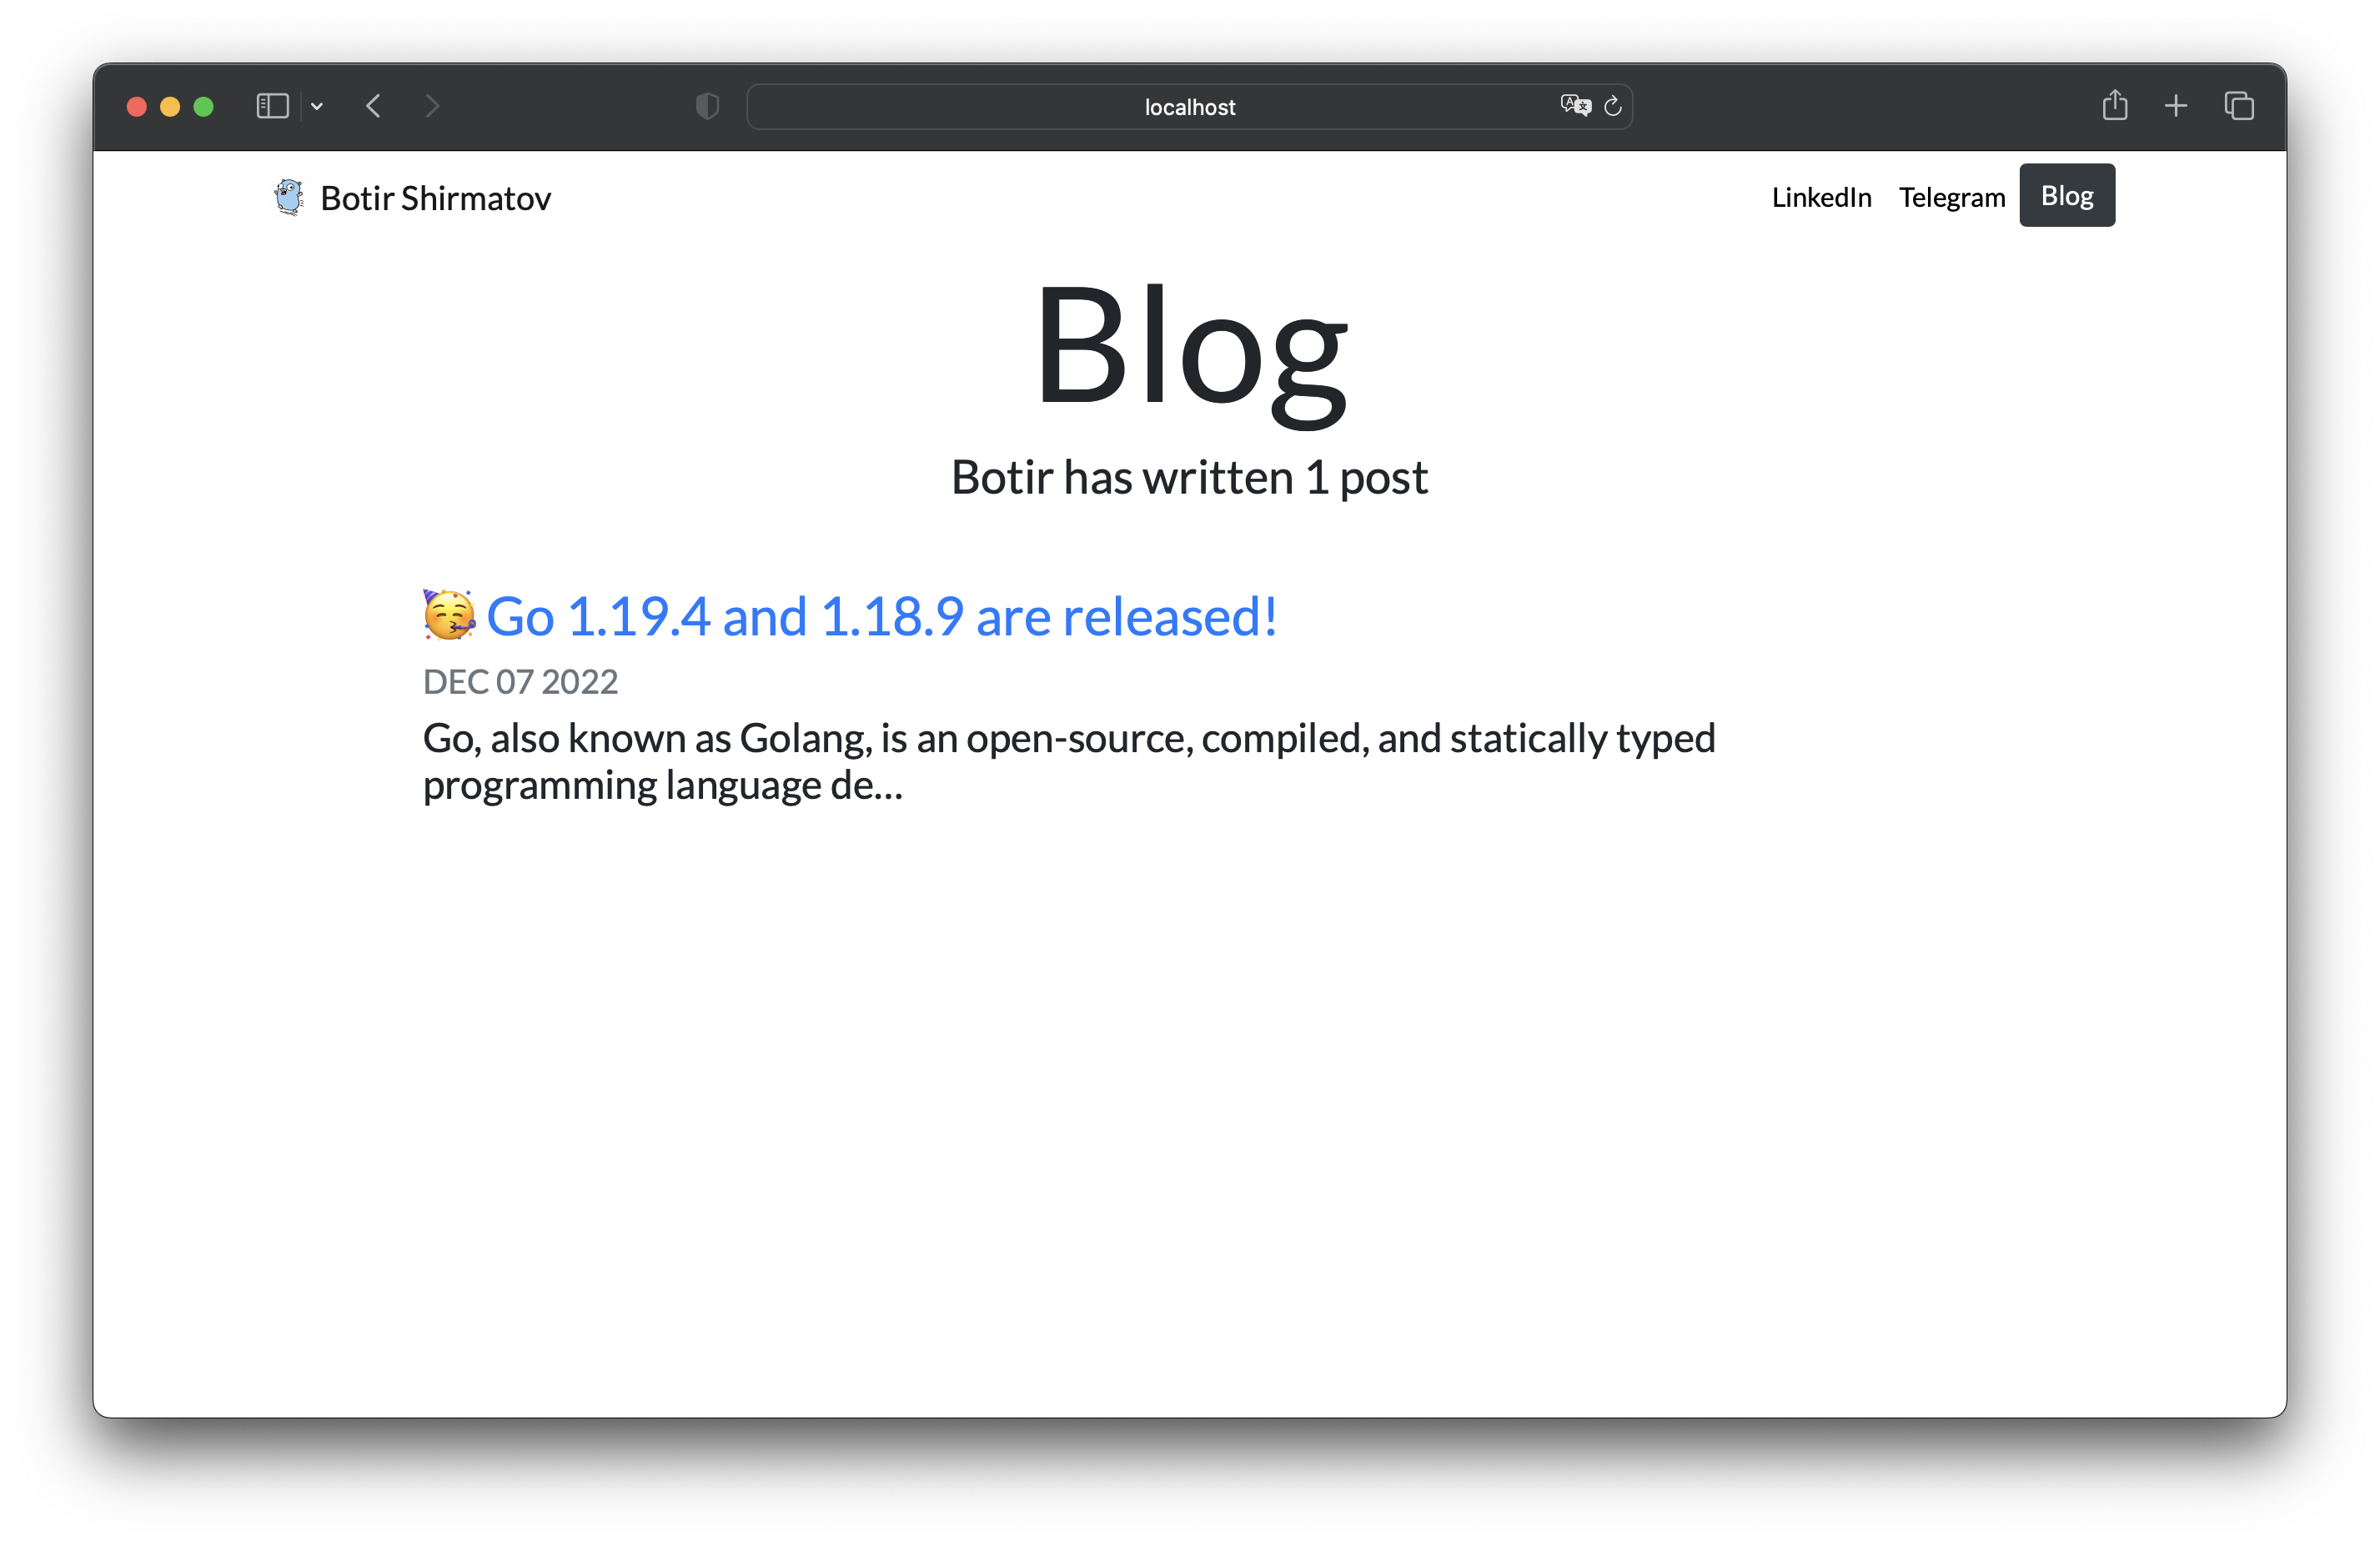 localhost
Botir Shirmatov
LinkedIn Telegram Blog
Blog
Botir has written 1 post
🥳 Go 1.19.4 and 1.18.9 are released!
DEC 07 2022
Go, also known as Golang, is an open-source, compiled, and statically typed
programming language de...